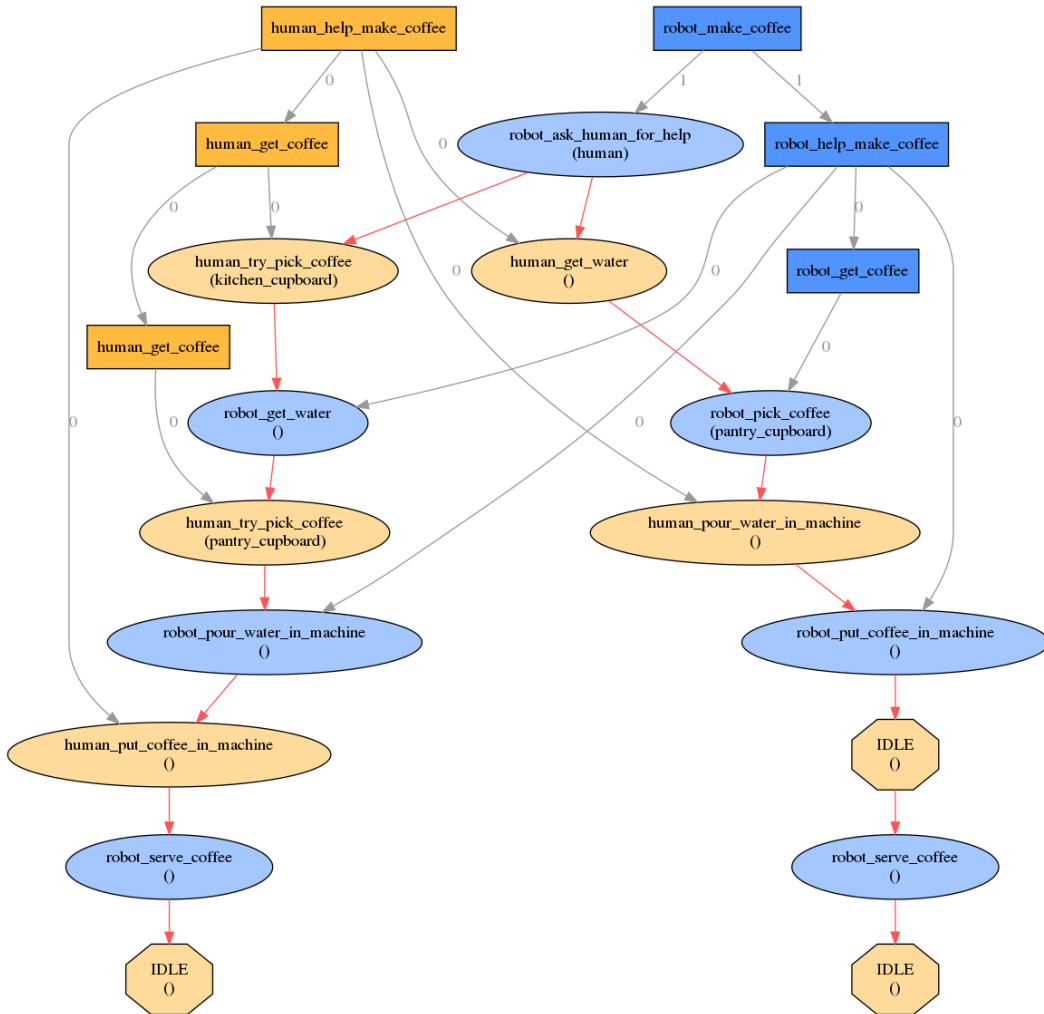 human_help_make_coffee
robot_make_coffee
0
1
1
human_get_coffee
robot_ask_human_for_help
(human)
robot_help_make_coffee
0
0
0
0
human_try_pick_coffee
(kitchen_cupboard)
human_get_water
()
robot_get_coffee
0
0
human_get_coffee
0
robot_get_water
()
robot_pick_coffee
(pantry_cupboard)
0
0
0
0
human_try_pick_coffee
(pantry_cupboard)
human_pour_water_in_machine
()
robot_pour_water_in_machine
()
robot_put_coffee_in_machine
()
human_put_coffee_in_machine
()
IDLE
()
robot_serve_coffee
()
robot_serve_coffee
()
IDLE
()
IDLE
()